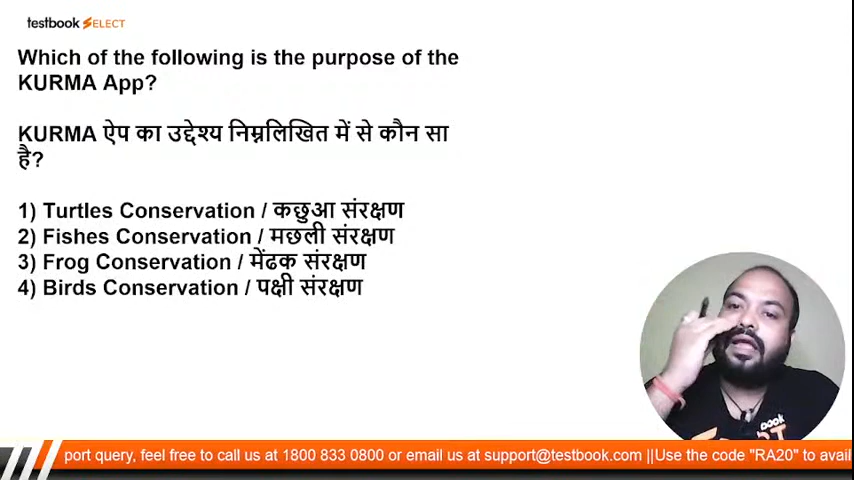 testbook SELECT
Which of the following is the purpose of the
KURMA App?
KURMA ऐप का उद्देश्य निम्नलिखित में से कौन सा
है?
1) Turtles Conservation / कछुआ संरक्षण
2) Fishes Conservation / मछली संरक्षण
3) Frog Conservation / मेंढक संरक्षण
4) Birds Conservation / पक्षी संरक्षण
port query, feel free to call us at 1800 833 0800 or email us at support@testbook.com ||Use the code "RA20" to avail